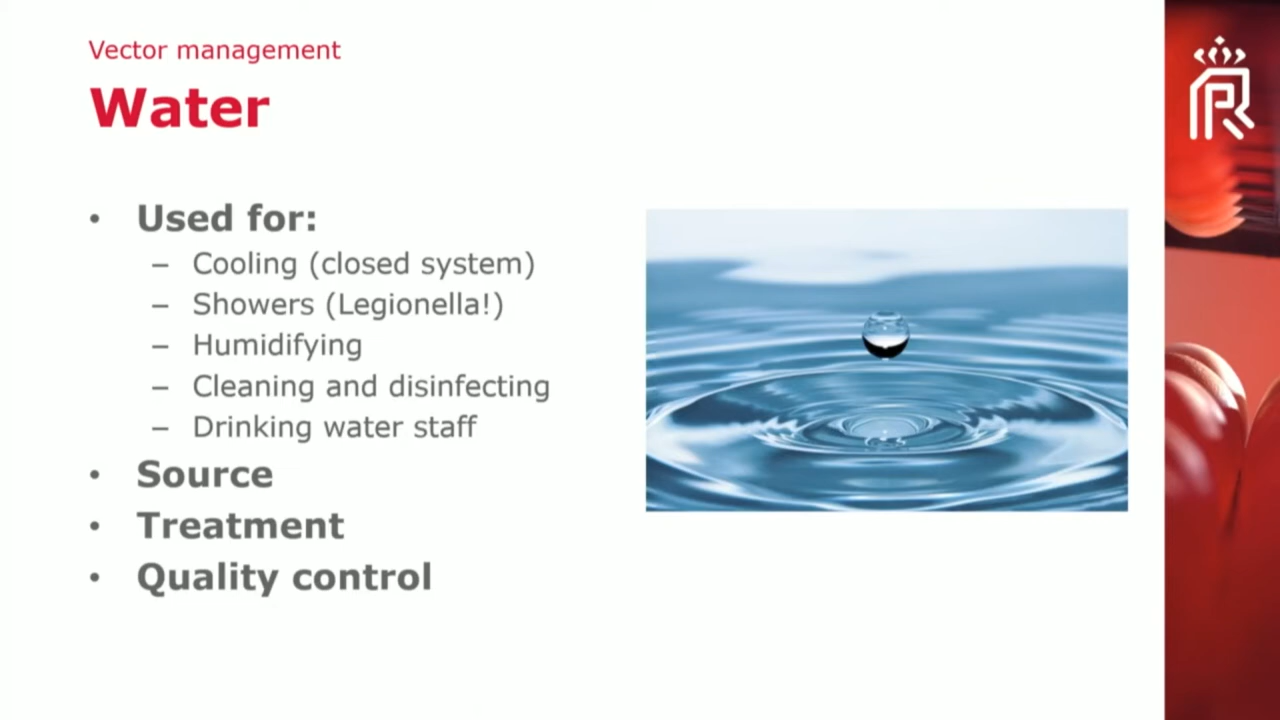 Vector management
Water
• Used for:
– Cooling (closed system)
– Showers (Legionella!)
– Humidifying
– Cleaning and disinfecting
– Drinking water staff
• Source
• Treatment
• Quality control